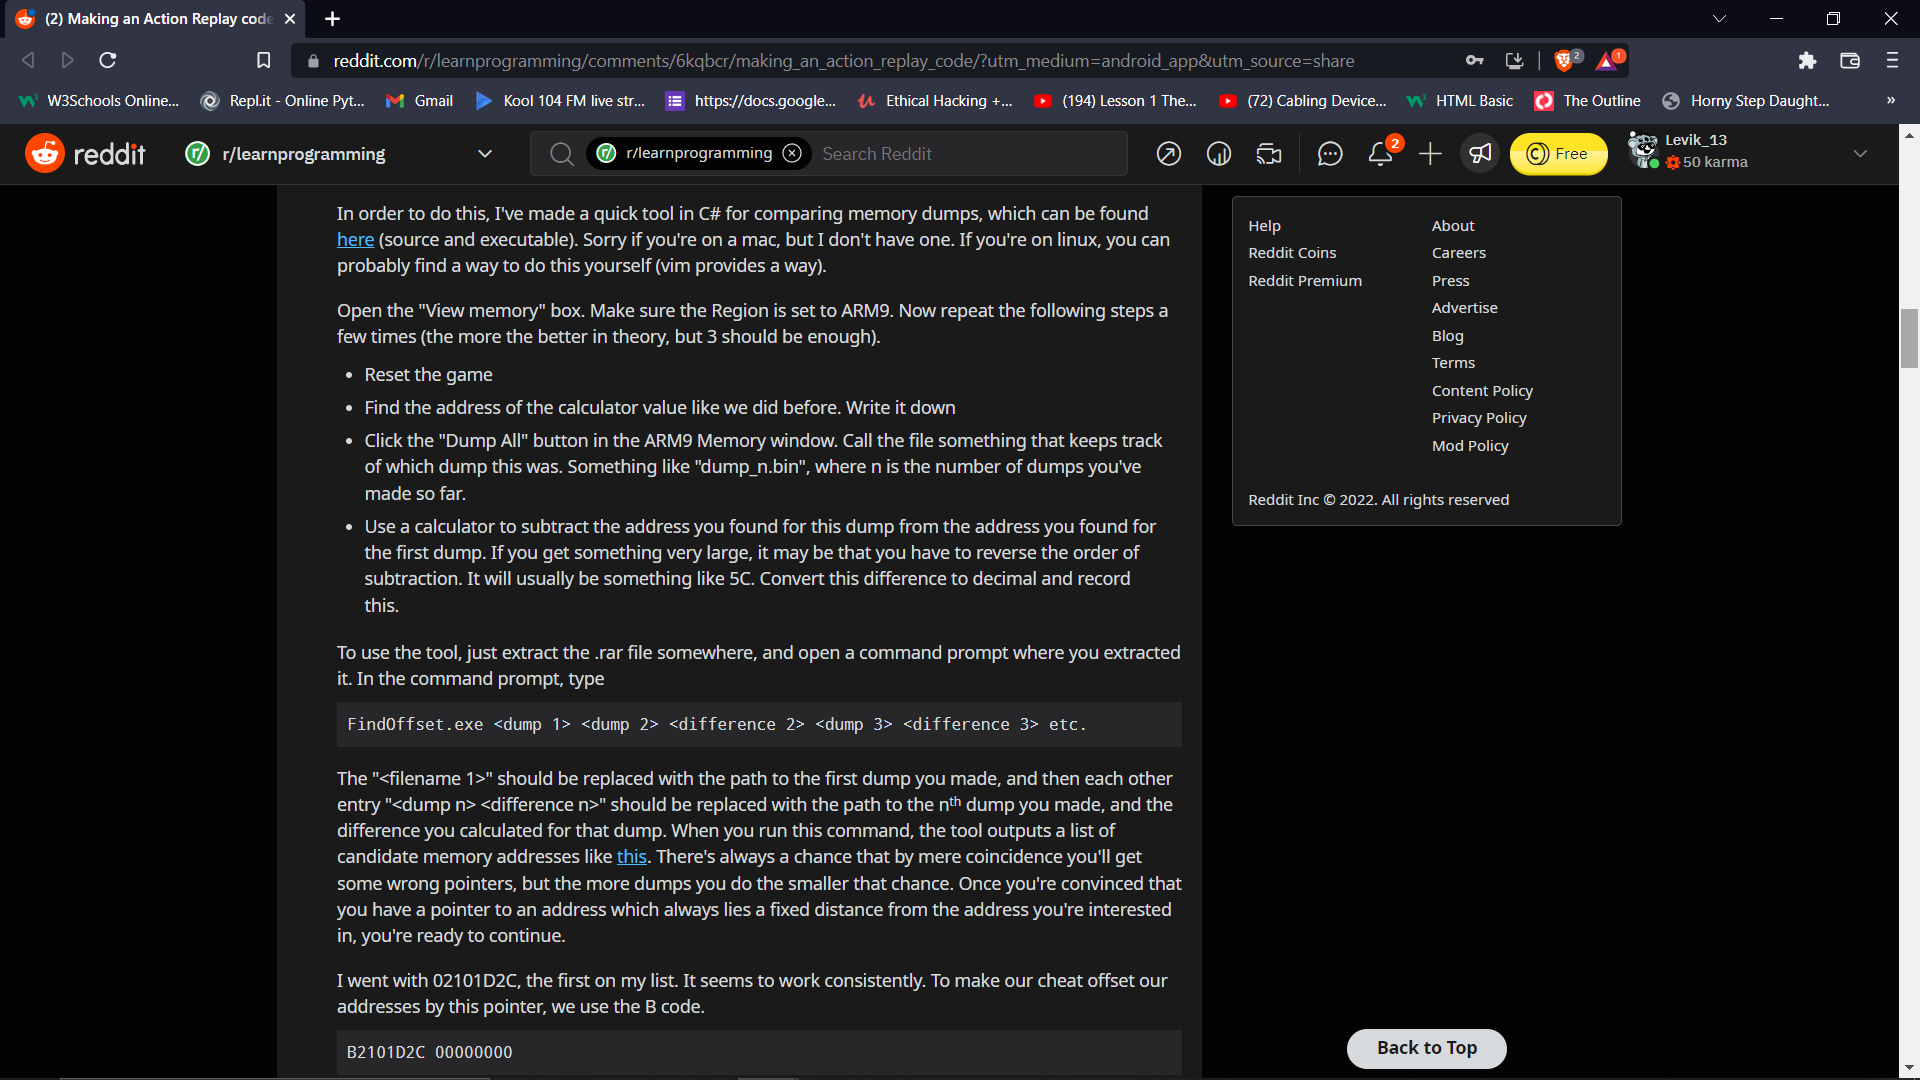 (2) Making an Action Replay code
reddit.com/r/learnprogramming/comments/6kqbcr/making_an_action_replay_code/?utm_medium=android_app&utm_source=share
2
1
W3Schools Online...
Repl.it - Online Pyt...
Gmail
Kool 104 FM live str...
https://docs.google...
Ethical Hacking +...
(194) Lesson 1 The...
(72) Cabling Device...
HTML Basic
The Outline
Horny Step Daught...
»
reddit
r/learnprogramming
r/learnprogramming
Search Reddit
2
Free
Levik_13
50 karma
In order to do this, I've made a quick tool in C# for comparing memory dumps, which can be found
here (source and executable). Sorry if you're on a mac, but I don't have one. If you're on linux, you can
probably find a way to do this yourself (vim provides a way).
Open the "View memory" box. Make sure the Region is set to ARM9. Now repeat the following steps a
few times (the more the better in theory, but 3 should be enough).
• Reset the game
• Find the address of the calculator value like we did before. Write it down
• Click the "Dump All" button in the ARM9 Memory window. Call the file something that keeps track
of which dump this was. Something like "dump_n.bin", where n is the number of dumps you've
made so far.
• Use a calculator to subtract the address you found for this dump from the address you found for
the first dump. If you get something very large, it may be that you have to reverse the order of
subtraction. It will usually be something like 5C. Convert this difference to decimal and record
this.
To use the tool, just extract the .rar file somewhere, and open a command prompt where you extracted
it. In the command prompt, type
FindOffset.exe <dump 1> <dump 2> <difference 2> <dump 3> <difference 3> etc.
The "<filename 1>" should be replaced with the path to the first dump you made, and then each other
entry "<dump n> <difference n>" should be replaced with the path to the nth dump you made, and the
difference you calculated for that dump. When you run this command, the tool outputs a list of
candidate memory addresses like this. There's always a chance that by mere coincidence you'll get
some wrong pointers, but the more dumps you do the smaller that chance. Once you're convinced that
you have a pointer to an address which always lies a fixed distance from the address you're interested
in, you're ready to continue.
I went with 02101D2C, the first on my list. It seems to work consistently. To make our cheat offset our
addresses by this pointer, we use the B code.
B2101D2C 00000000
Help
Reddit Coins
Reddit Premium
About
Careers
Press
Advertise
Blog
Terms
Content Policy
Privacy Policy
Mod Policy
Reddit Inc © 2022. All rights reserved
Back to Top